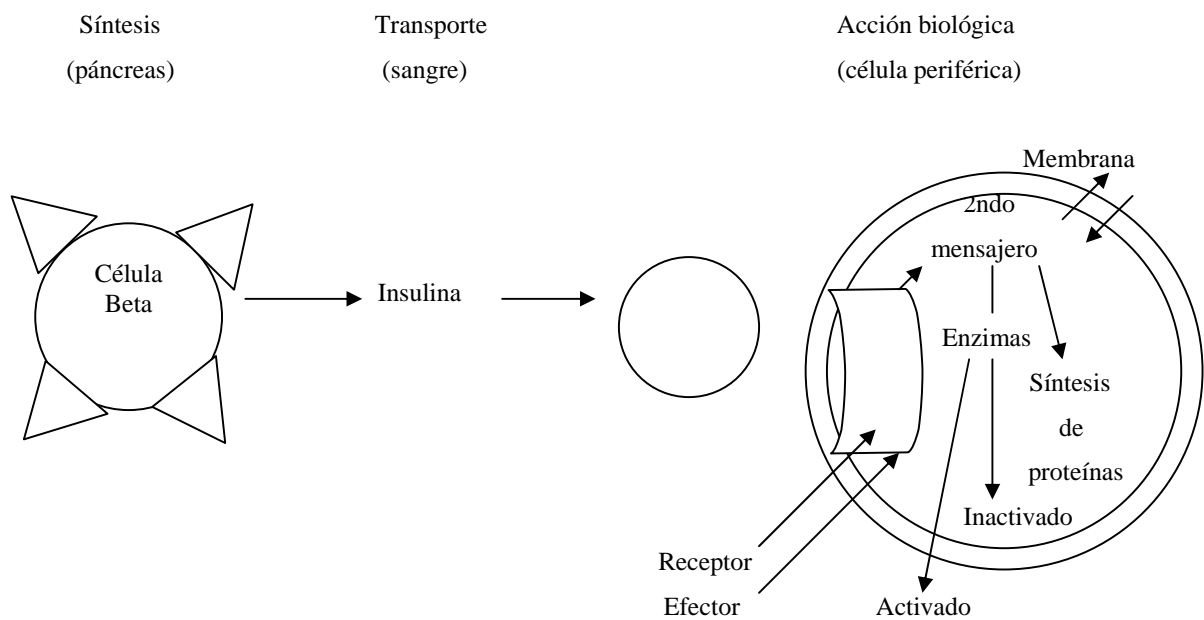 Síntesis
(páncreas)
Transporte
(sangre)
Acción biológica
(célula periférica)
Membrana
2ndo
mensajero
Célula
Beta
Insulina
Enzimas
Síntesis
de
proteínas
Inactivado
Receptor
Efector
Activado